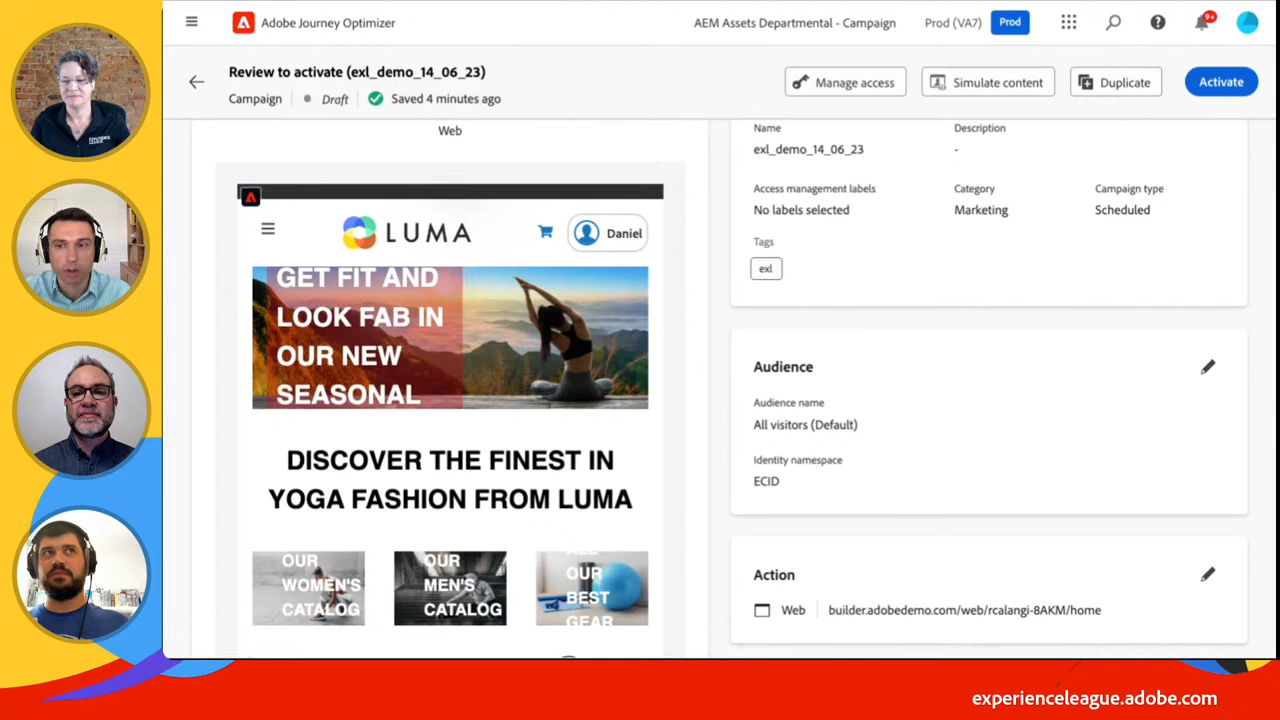 Adobe Journey Optimizer
AEM Assets Departmental - Campaign
Prod (VA7)
Prod
9+
Review to activate (exl_demo_14_06_23)
Campaign
Draft
Saved 4 minutes ago
Manage access
Simulate content
Duplicate
Activate
Web
LUMA
Daniel
GET FIT AND
LOOK FAB IN
OUR NEW
SEASONAL
DISCOVER THE FINEST IN
YOGA FASHION FROM LUMA
OUR
WOMEN'S
CATALOG
OUR
MEN'S
CATALOG
ALL
OUR
BEST
GEAR
Name
exl_demo_14_06_23
Description
-
Access management labels
No labels selected
Category
Marketing
Campaign type
Scheduled
Tags
exl
Audience
Audience name
All visitors (Default)
Identity namespace
ECID
Action
Web
builder.adobedemo.com/web/rcalangi-8AKM/home
EXPERIENCE
LEAGUE
experienceleague.adobe.com